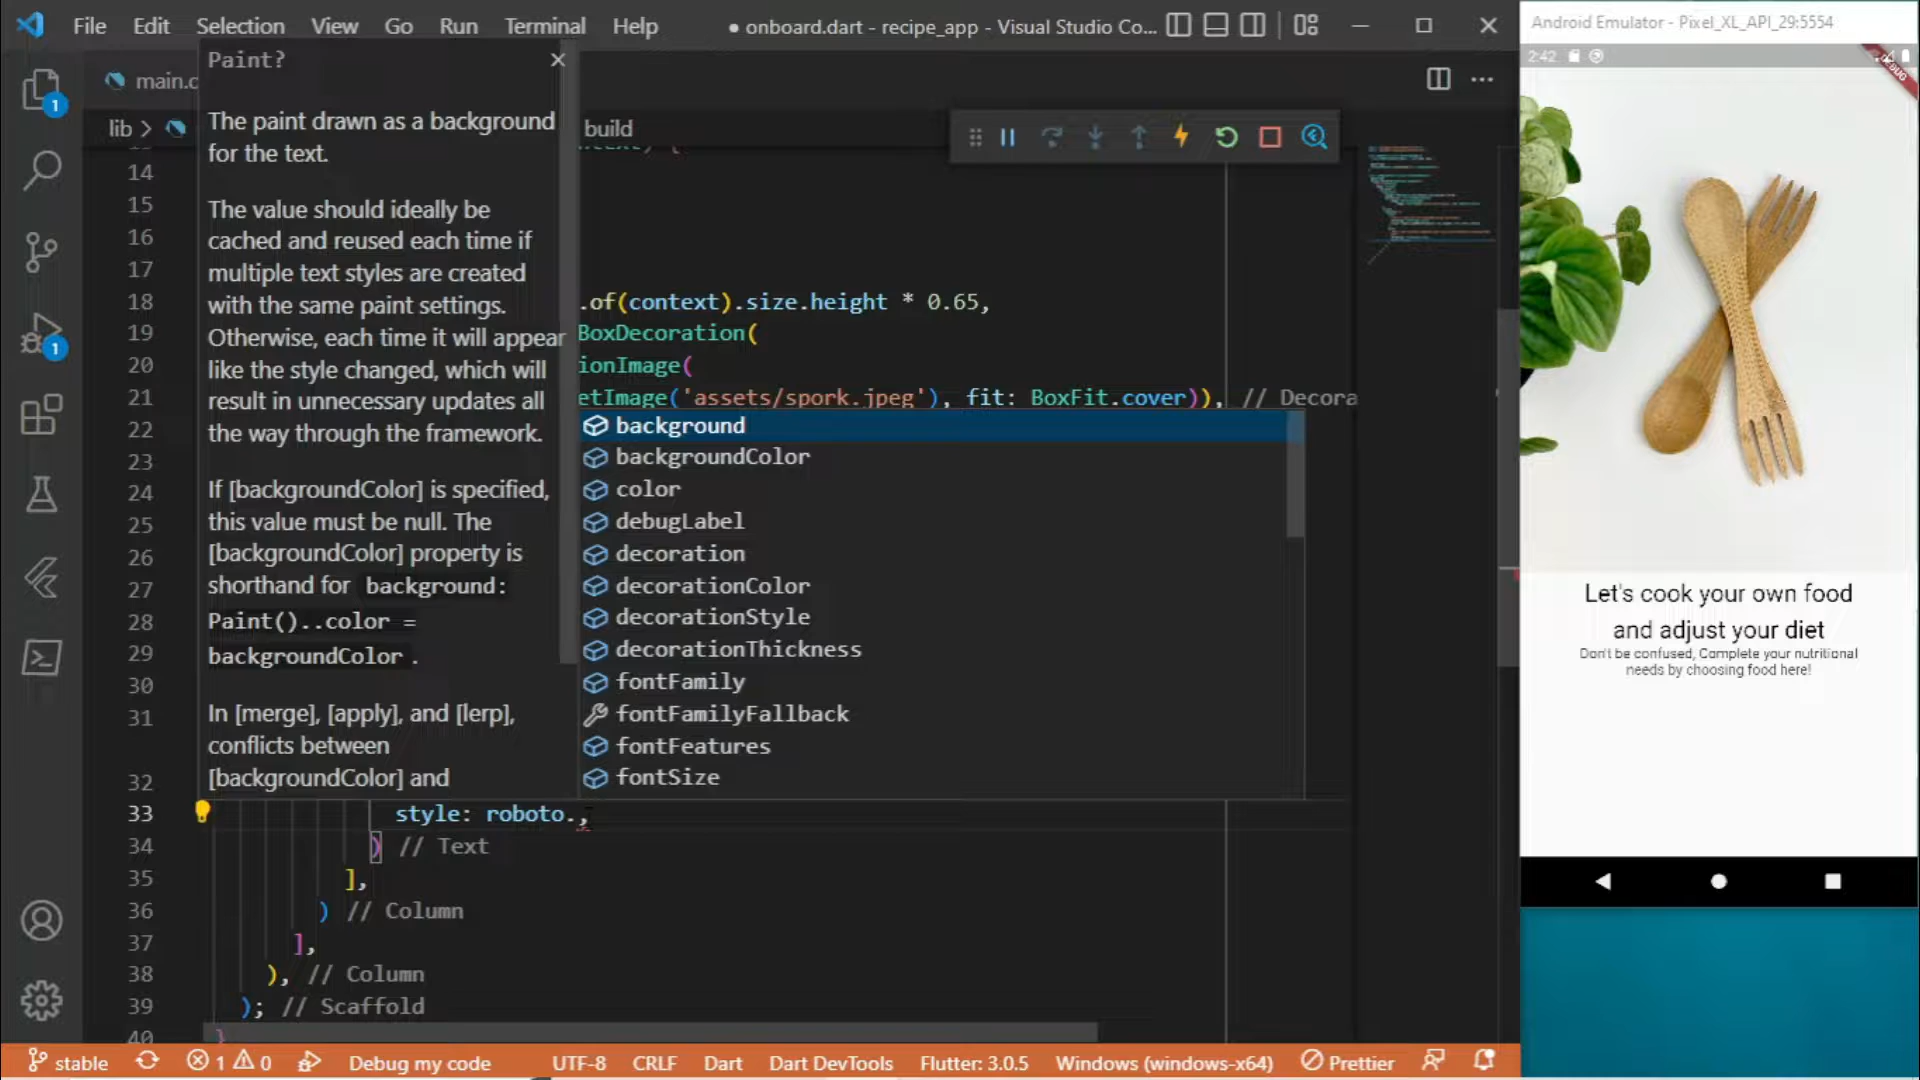 File Edit Selection View Go Run Terminal Help
● onboard.dart - recipe_app - Visual Studio Co...
Android Emulator - Pixel_XL_API_29:5554
2:42
DEBUG
main.c
lib >
build
Paint?
The paint drawn as a background
for the text.
The value should ideally be
cached and reused each time if
multiple text styles are created
with the same paint settings.
Otherwise, each time it will appear
like the style changed, which will
result in unnecessary updates all
the way through the framework.
If [backgroundColor] is specified,
this value must be null. The
[backgroundColor] property is
shorthand for background:
Paint()..color =
backgroundColor .
In [merge], [apply], and [lerp],
conflicts between
[backgroundColor] and
1
1
14
15
16
17
18 .of(context).size.height * 0.65,
19 BoxDecoration(
20 ionImage(
21 etImage('assets/spork.jpeg'), fit: BoxFit.cover)), // Decora
22
23
24
25
26
27
28
29
30
31
32
background
backgroundColor
color
debugLabel
decoration
decorationColor
decorationStyle
decorationThickness
fontFamily
fontFamilyFallback
fontFeatures
fontSize
33 style: roboto.,
34 ) // Text
35 ],
36 ) // Column
37 ],
38 ), // Column
39 ); // Scaffold
40 }
Let's cook your own food
and adjust your diet
Don't be confused, Complete your nutritional
needs by choosing food here!
stable 1 0 Debug my code UTF-8 CRLF Dart Dart DevTools Flutter: 3.0.5 Windows (windows-x64) Prettier